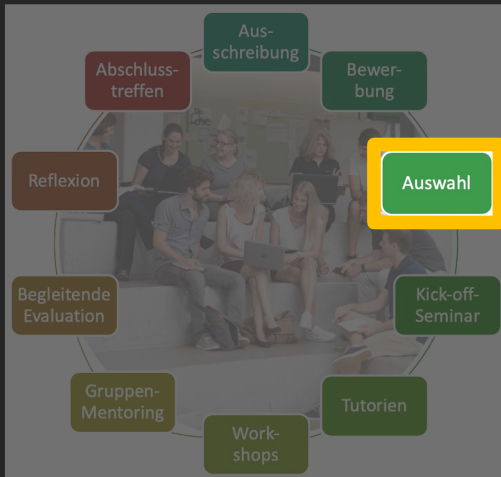 Aus-
schreibung
Bewer-
bung
Auswahl
Kick-off-
Seminar
Tutorien
Work-
shops
Gruppen-
Mentoring
Begleitende
Evaluation
Reflexion
Abschluss-
treffen